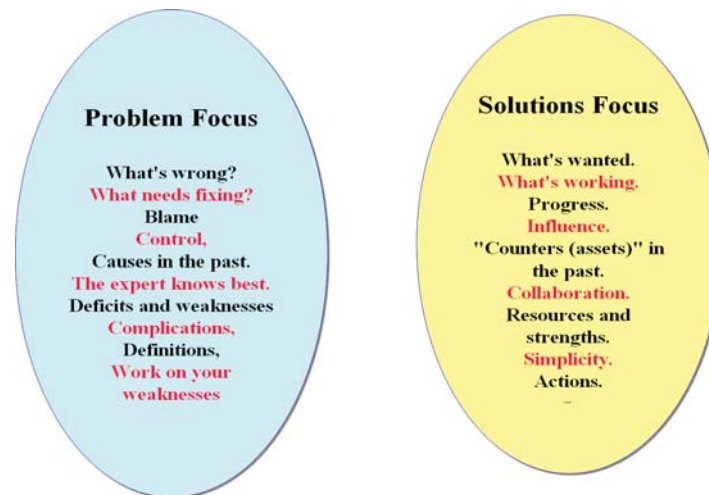 Problem Focus
What's wrong?
What needs fixing?
Blame
Control,
Causes in the past.
The expert knows best.
Deficits and weaknesses
Complications,
Definitions,
Work on your
weaknesses
Solutions Focus
What's wanted.
What's working.
Progress.
Influence.
"Counters (assets)" in
the past.
Collaboration.
Resources and
strengths.
Simplicity.
Actions.